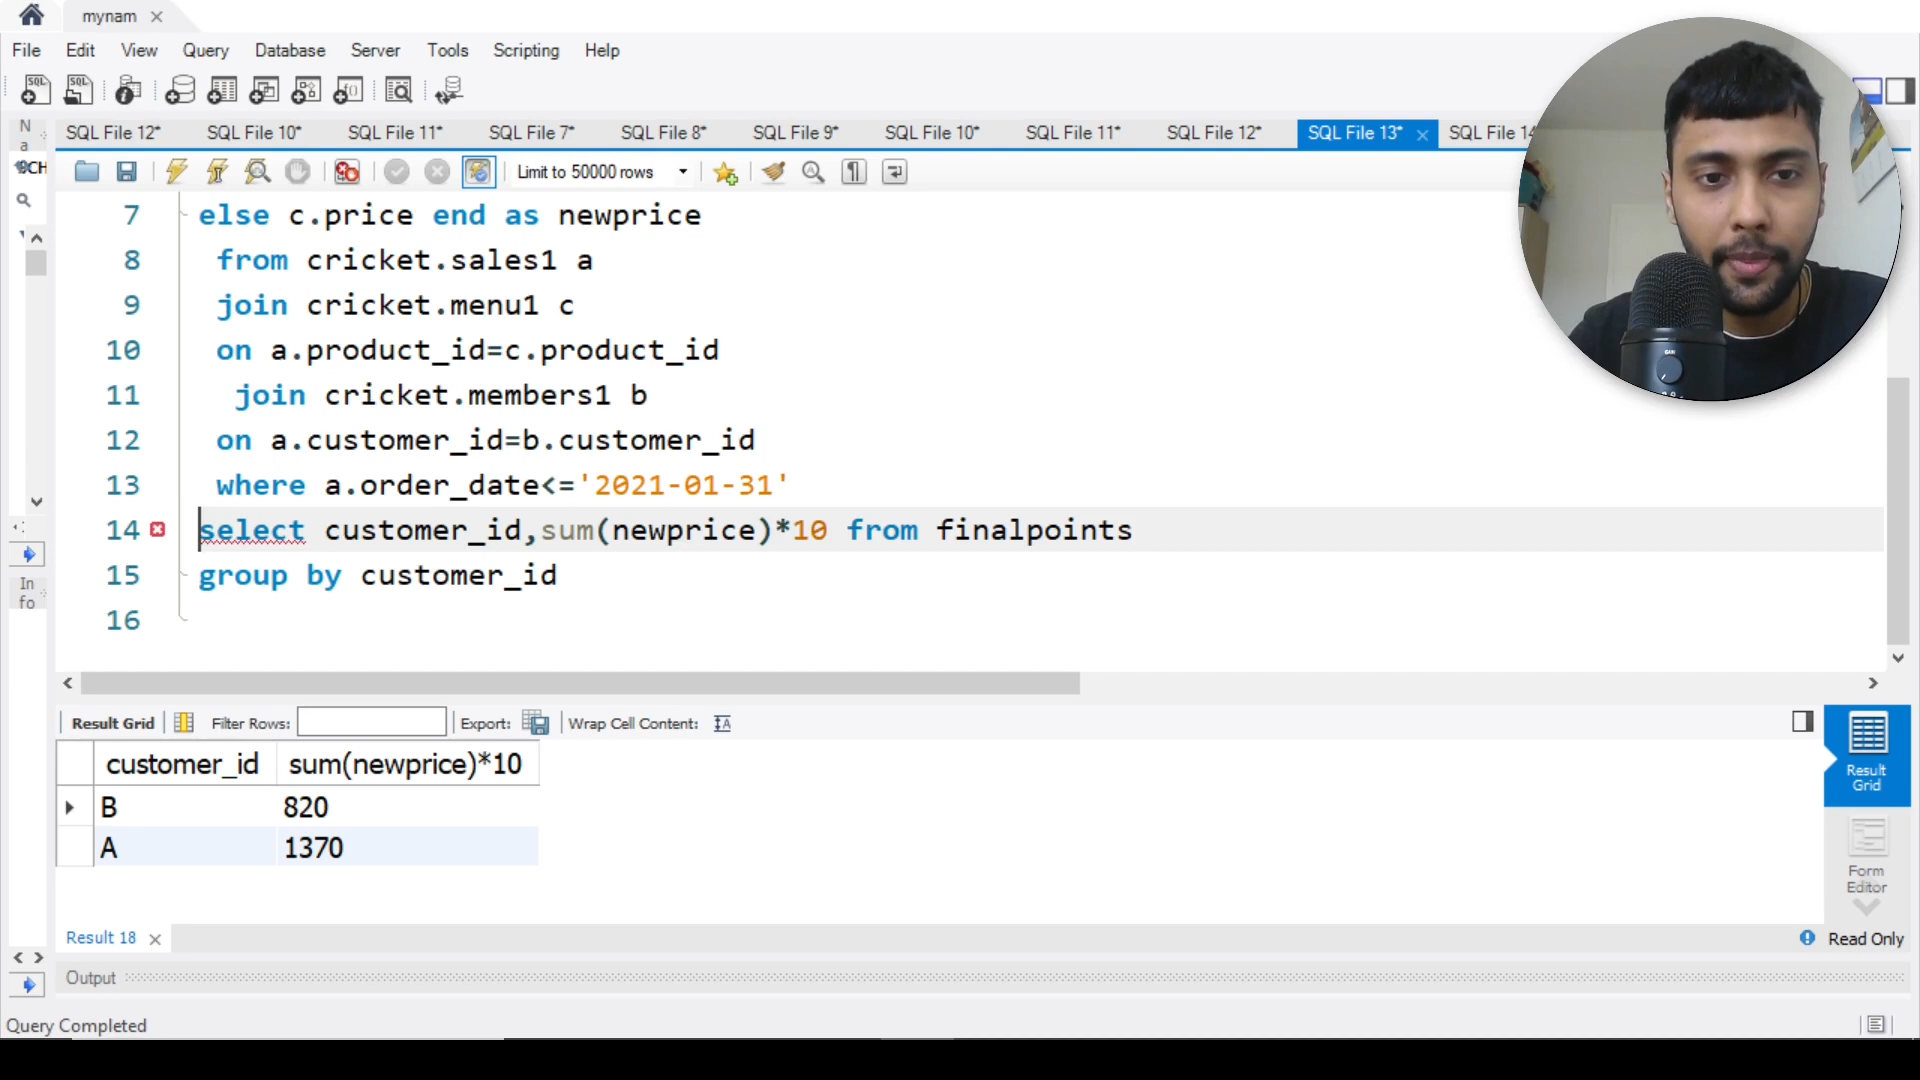 mynam
File Edit View Query Database Server Tools Scripting Help
SQL File 12* SQL File 10* SQL File 11* SQL File 7* SQL File 8* SQL File 9* SQL File 10* SQL File 11* SQL File 12* SQL File 13* SQL File 14
Limit to 50000 rows
7 else c.price end as newprice
8 from cricket.sales1 a
9 join cricket.menu1 c
10 on a.product_id=c.product_id
11 join cricket.members1 b
12 on a.customer_id=b.customer_id
13 where a.order_date<='2021-01-31'
14 select customer_id,sum(newprice)*10 from finalpoints
15 group by customer_id
16
Result Grid Filter Rows: Export: Wrap Cell Content:
customer_id sum(newprice)*10
B 820
A 1370
Result Grid
Form Editor
Result 18
Read Only
Output
Query Completed